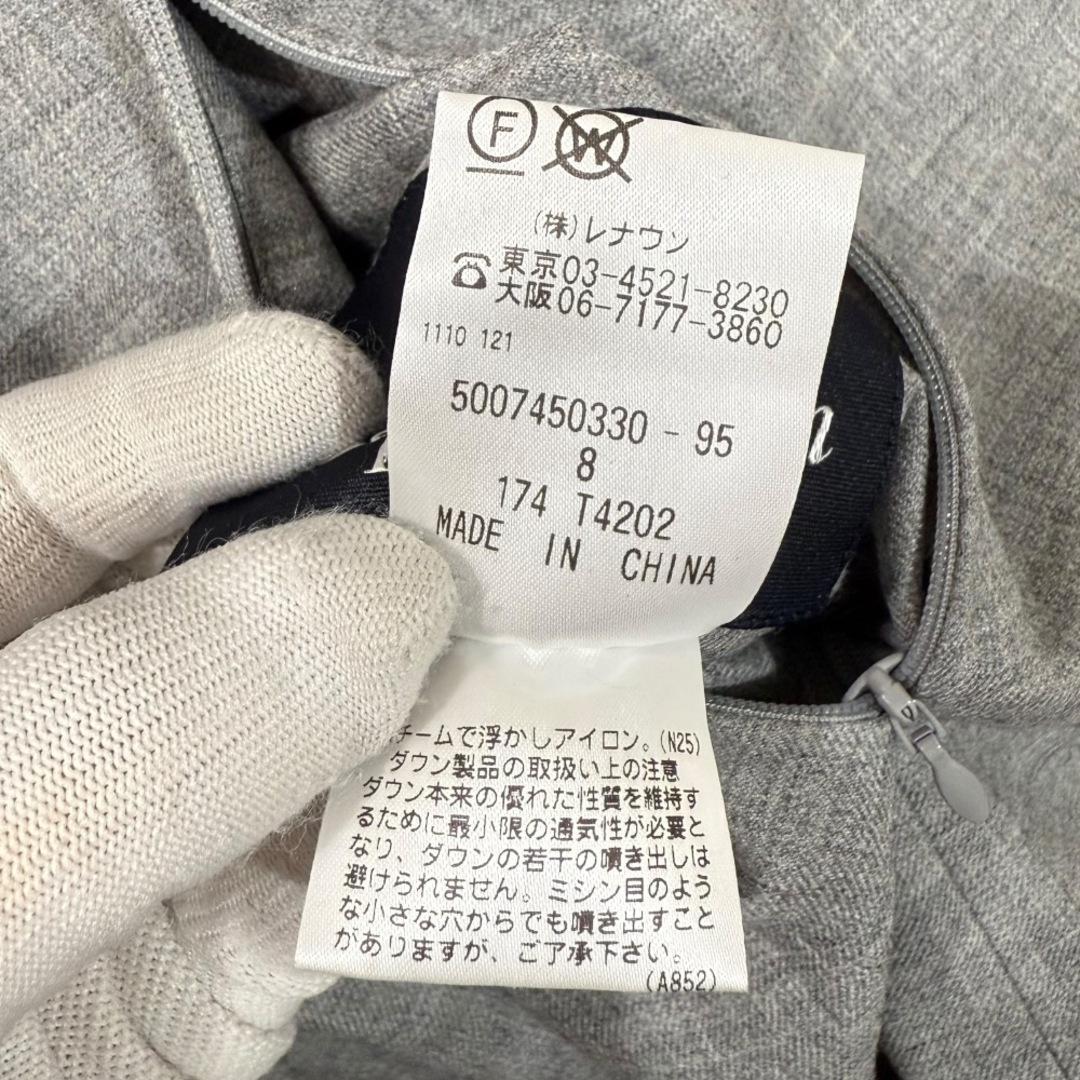 F W
(株)レナウン
東京03-4521-8230
大阪06-7177-3860
1110 121
5007450330 - 95
8
174 T4202
MADE IN CHINA
チームで浮かしアイロン。(N25)
ダウン製品の取扱い上の注意
ダウン本来の優れた性質を維持す
るために最小限の通気性が必要と
なり、ダウンの若干の噴き出しは
避けられません。ミシン目のよう
な小さな穴からでも噴き出すこと
がありますが、ご了承下さい。
(A852)